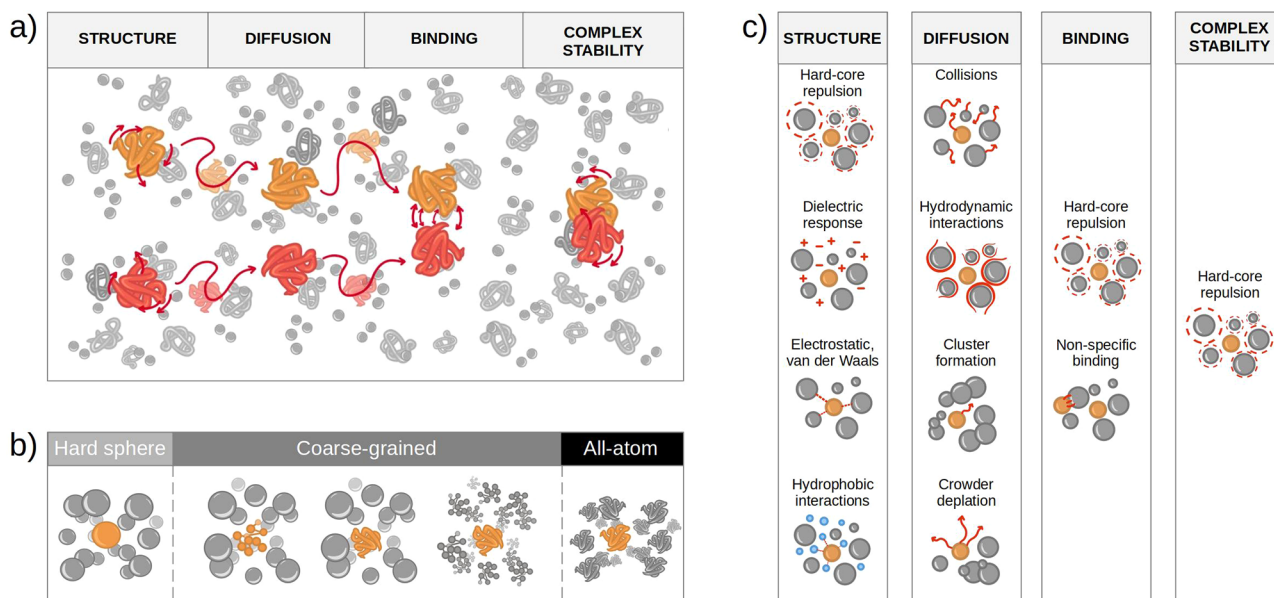 a)
STRUCTURE
DIFFUSION
BINDING
COMPLEX
STABILITY
b)
Hard sphere
Coarse-grained
All-atom
c)
STRUCTURE
DIFFUSION
BINDING
COMPLEX
STABILITY
Hard-core
repulsion
Dielectric
response
+
-
+
-
+
-
+
-
+
Electrostatic,
van der Waals
Hydrophobic
interactions
Collisions
Hydrodynamic
interactions
Cluster
formation
Crowder
deplation
Hard-core
repulsion
Non-specific
binding
Hard-core
repulsion